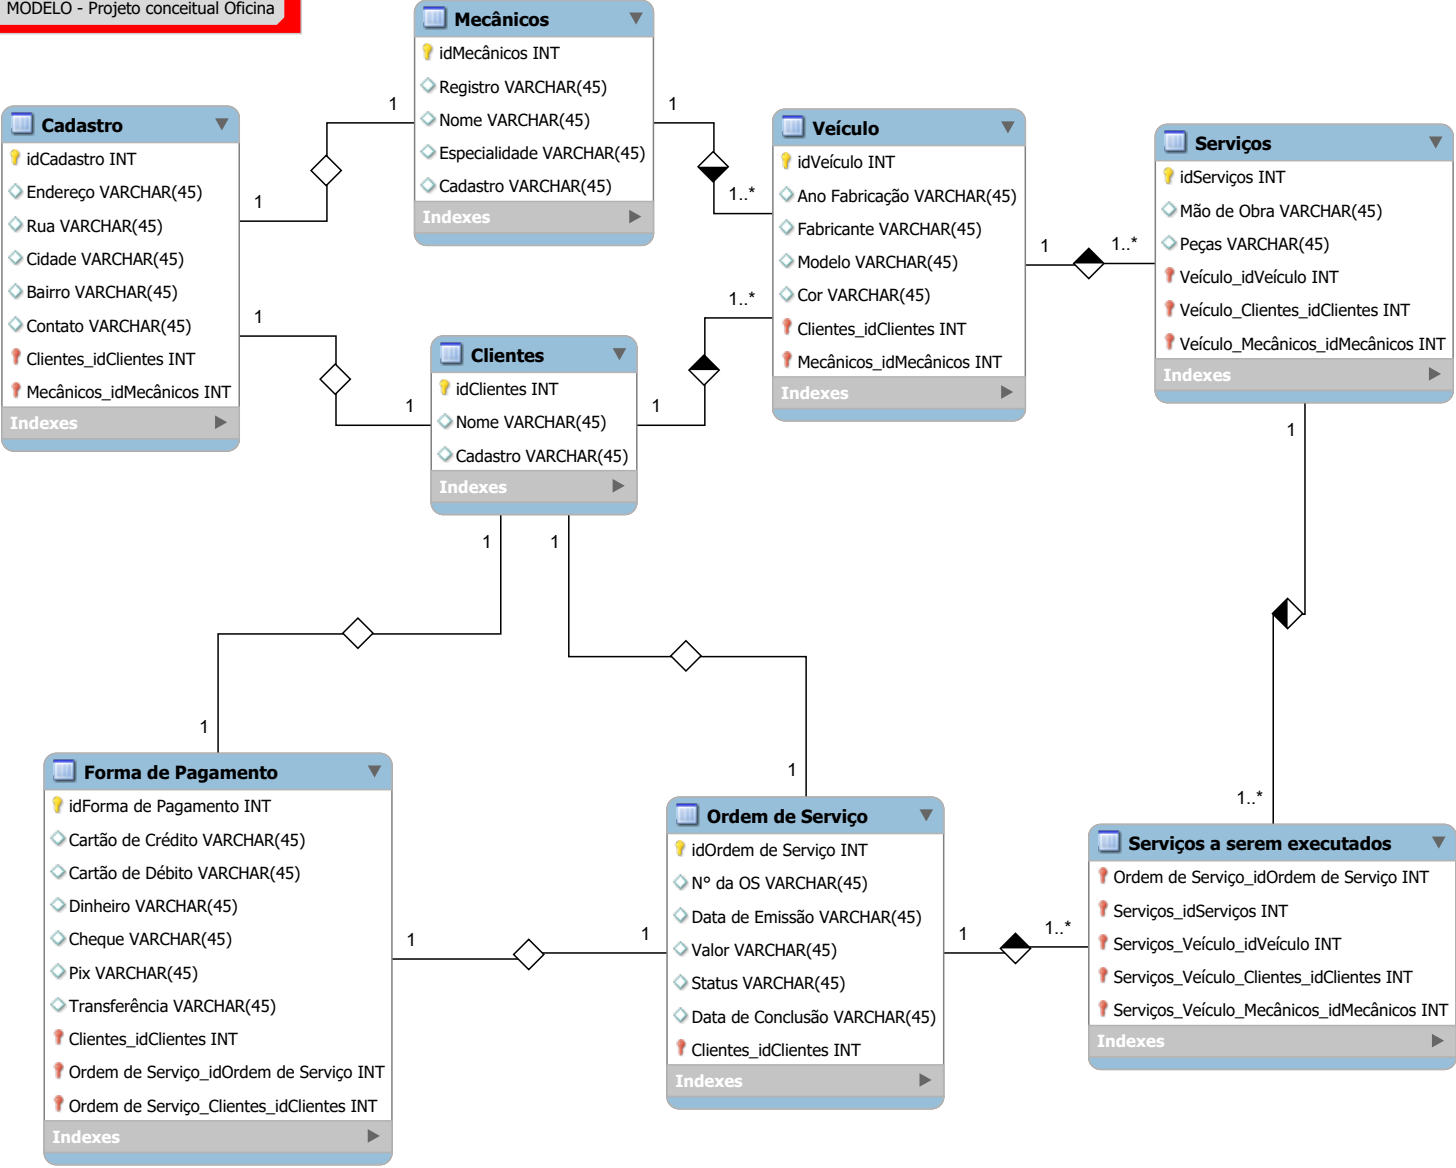 MODELO - Projeto conceitual Oficina
Mecânicos
idMecânicos INT
Registro VARCHAR(45)
Nome VARCHAR(45)
Especialidade VARCHAR(45)
Cadastro VARCHAR(45)
Indexes
Cadastro
idCadastro INT
Endereço VARCHAR(45)
Rua VARCHAR(45)
Cidade VARCHAR(45)
Bairro VARCHAR(45)
Contato VARCHAR(45)
Clientes_idClientes INT
Mecânicos_idMecânicos INT
Indexes
Veículo
idVeículo INT
Ano Fabricação VARCHAR(45)
Fabricante VARCHAR(45)
Modelo VARCHAR(45)
Cor VARCHAR(45)
Clientes_idClientes INT
Mecânicos_idMecânicos INT
Indexes
Serviços
idServiços INT
Mão de Obra VARCHAR(45)
Peças VARCHAR(45)
Veículo_idVeículo INT
Veículo_Clientes_idClientes INT
Veículo_Mecânicos_idMecânicos INT
Indexes
Clientes
idClientes INT
Nome VARCHAR(45)
Cadastro VARCHAR(45)
Indexes
1
1
1
1..*
1
1..*
1
1
1
1..*
1
1
1
1
1
1..*
1
1
1
1..*
Forma de Pagamento
idForma de Pagamento INT
Cartão de Crédito VARCHAR(45)
Cartão de Débito VARCHAR(45)
Dinheiro VARCHAR(45)
Cheque VARCHAR(45)
Pix VARCHAR(45)
Transferência VARCHAR(45)
Clientes_idClientes INT
Ordem de Serviço_idOrdem de Serviço INT
Ordem de Serviço_Clientes_idClientes INT
Indexes
Ordem de Serviço
idOrdem de Serviço INT
N° da OS VARCHAR(45)
Data de Emissão VARCHAR(45)
Valor VARCHAR(45)
Status VARCHAR(45)
Data de Conclusão VARCHAR(45)
Clientes_idClientes INT
Indexes
Serviços a serem executados
Ordem de Serviço_idOrdem de Serviço INT
Serviços_idServiços INT
Serviços_Veículo_idVeículo INT
Serviços_Veículo_Clientes_idClientes INT
Serviços_Veículo_Mecânicos_idMecânicos INT
Indexes